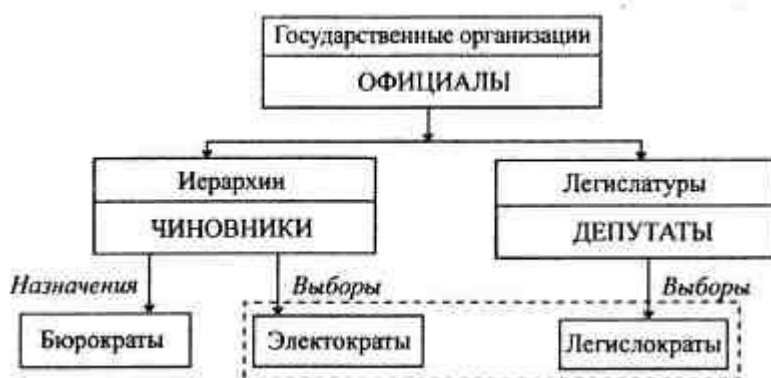 Государственные организации
ОФИЦИАЛЫ
Иерархии
ЧИНОВНИКИ
Легислатуры
ДЕПУТАТЫ
Назначения
Выборы
Выборы
Бюрократы
Электократы
Легислократы